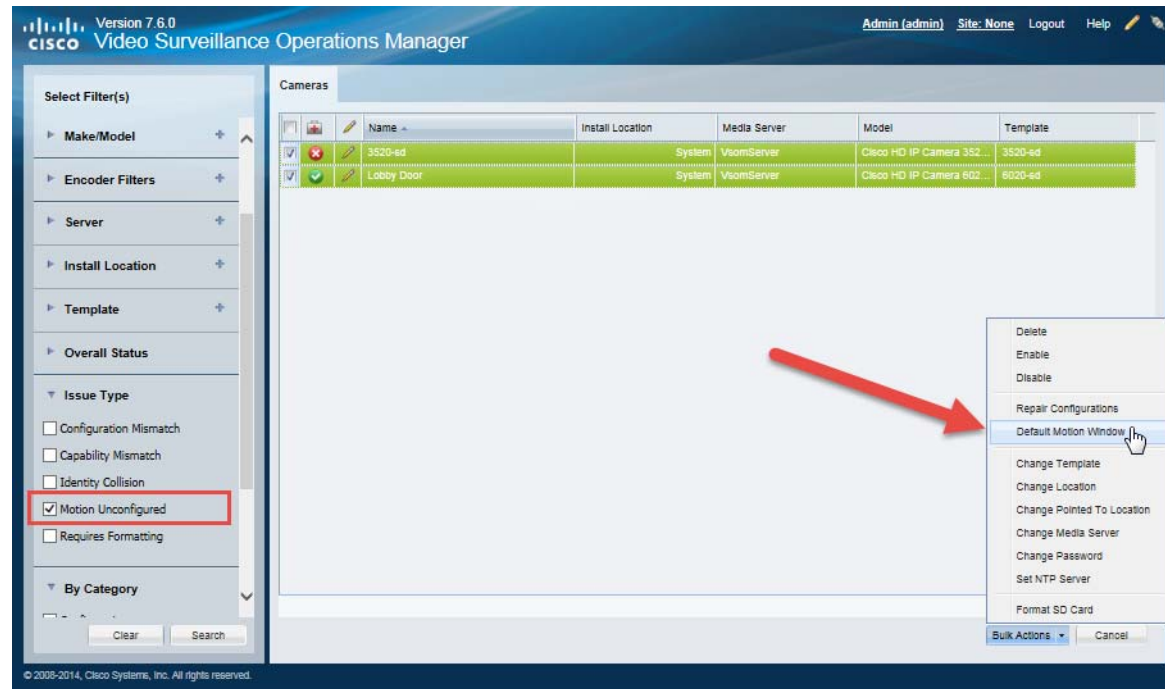 Version 7.6.0
CISCO Video Surveillance Operations Manager
Admin (admin) Site: None Logout Help
Select Filter(s)
Make/Model
Encoder Filters
Server
Install Location
Template
Overall Status
Issue Type
Configuration Mismatch
Capability Mismatch
Identity Collision
Motion Unconfigured
Requires Formatting
By Category
Clear Search
Cameras
Name Install Location Media Server Model Template
3520-sd System VsomServer Cisco HD IP Camera 352... 3520-sd
Lobby Door System VsomServer Cisco HD IP Camera 602... 6020-sd
Delete
Enable
Disable
Repair Configurations
Default Motion Window
Change Template
Change Location
Change Pointed To Location
Change Media Server
Change Password
Set NTP Server
Format SD Card
Bulk Actions Cancel
© 2008-2014, Cisco Systems, Inc. All rights reserved.